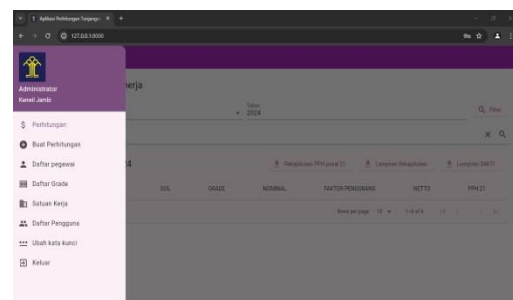 Aplikasi Perhitungan Tunjanga
127.0.0.1:8000
Administrator
Kanwil Jambi
erja
Tahun
2024
Filter
Perhitungan
Buat Perhitungan
Daftar pegawai
Daftar Grade
Satuan Kerja
Daftar Pengguna
Ubah kata kunci
Keluar
4
Rekapitulasi PPH pasal 21
Lampiran Rekapitulasi
Lampiran SAKTI
GOL
GRADE
NOMINAL
FAKTOR PENGURANG
NETTO
PPH 21
Rows per page: 10
1-0 of 0